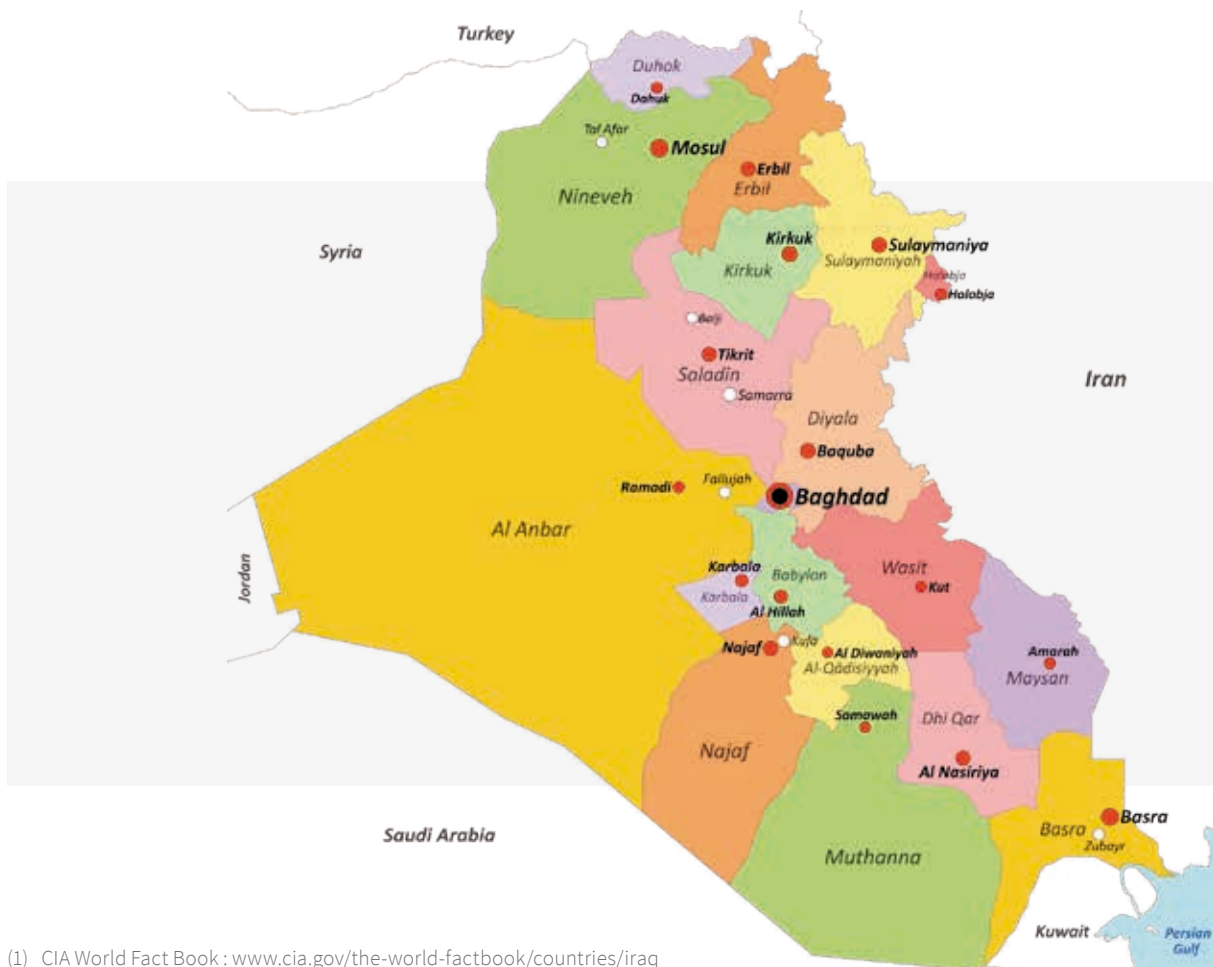 Turkey
Duhok
Dahuk
Tal Afar
Mosul
Erbil
Erbil
Nineveh
Syria
Kirkuk
Kirkuk
Sulaymaniya
Sulaymaniyah
Halabja
Halabja
Baiji
Tikrit
Saladin
Samarra
Iran
Diyala
Baquba
Ramadi
Fallujah
Baghdad
Al Anbar
Jordan
Karbala
Karbala
Babylon
Al Hillah
Wasit
Kut
Najaf
Kufa
Al Diwaniyah
Al-Qādisiyyah
Amarah
Maysan
Samawah
Dhi Qar
Najaf
Al Nasiriya
Basra
Basra
Zubayr
Saudi Arabia
Muthanna
Kuwait
Persian
Gulf
(1) CIA World Fact Book : www.cia.gov/the-world-factbook/countries/iraq